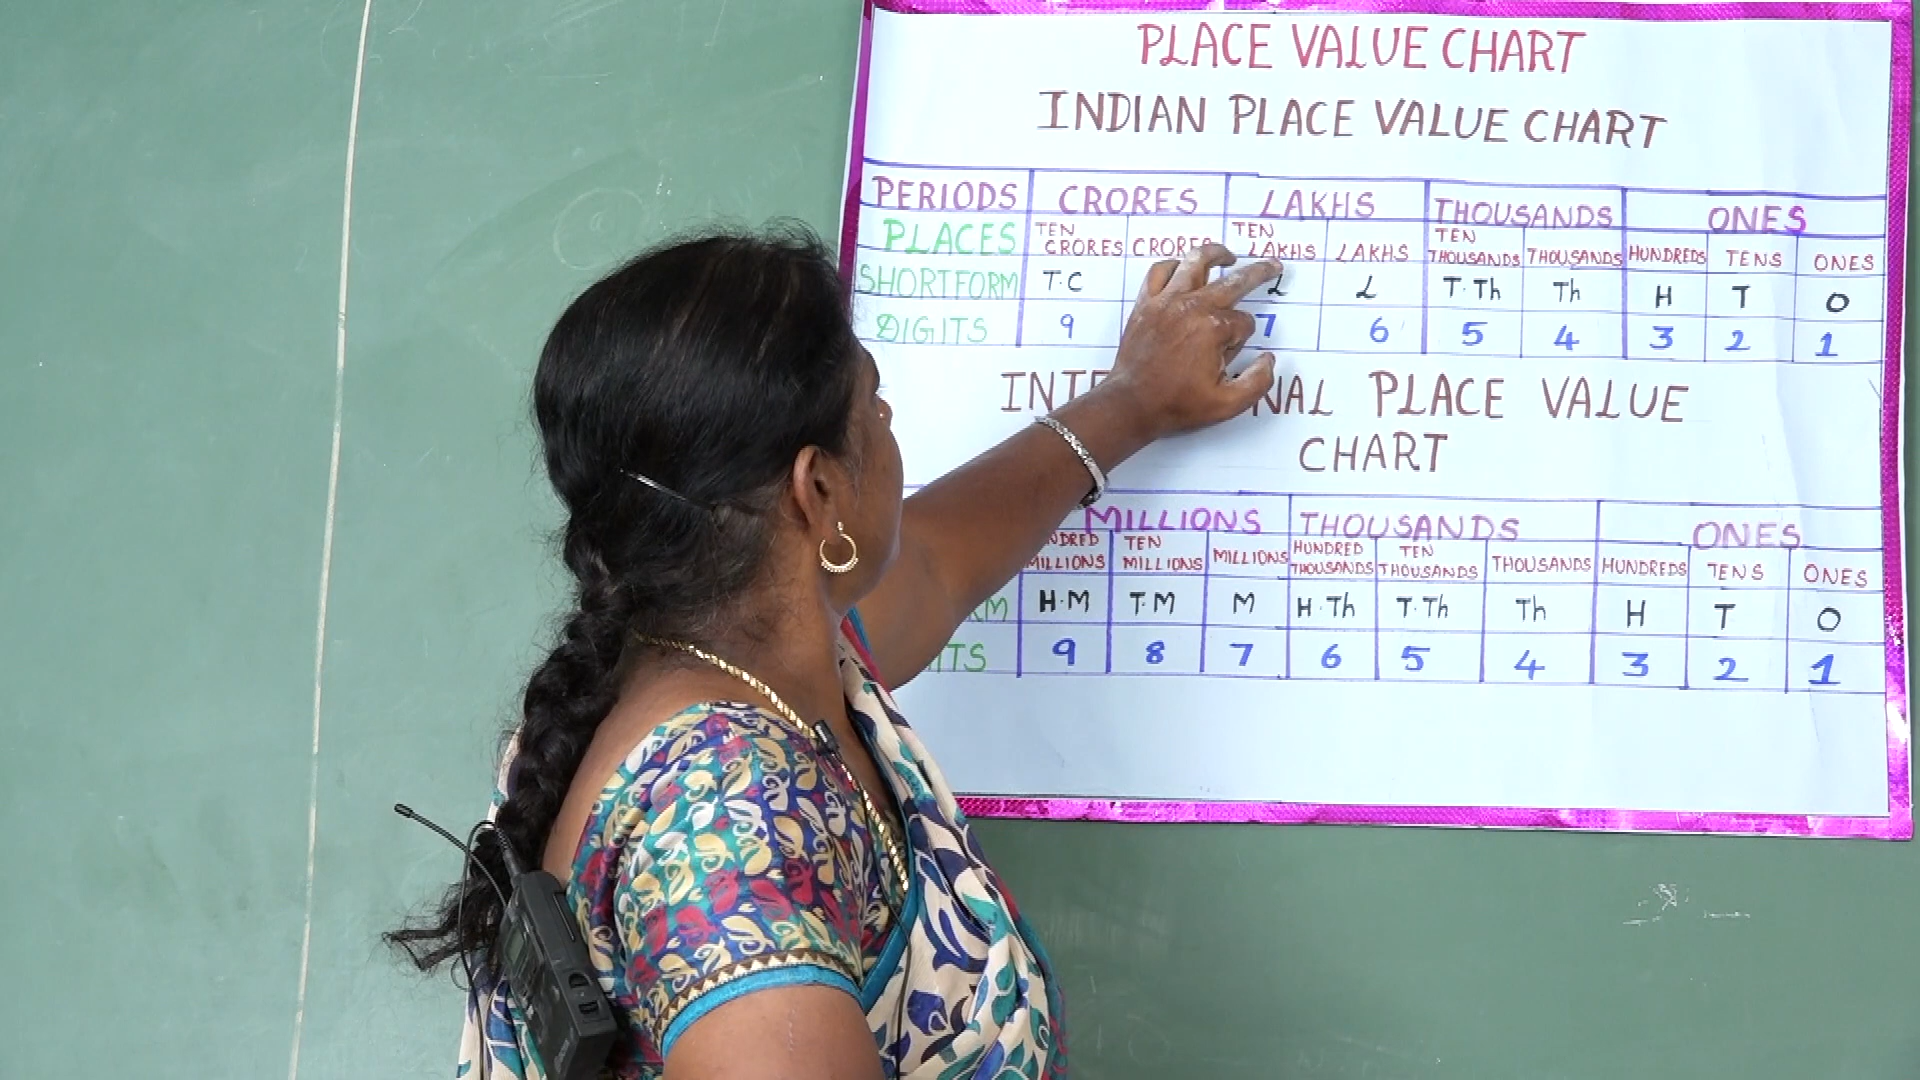 PLACE VALUE CHART
INDIAN PLACE VALUE CHART
PERIODS CRORES LAKHS THOUSANDS ONES
PLACES TEN CRORES CRORES TEN LAKHS LAKHS TEN THOUSANDS THOUSANDS HUNDREDS TENS ONES
SHORTFORM T.C L L T.Th Th H T O
DIGITS 9 7 6 5 4 3 2 1
PLACE VALUE
CHART
MILLIONS THOUSANDS ONES
MILLIONS TEN MILLIONS MILLIONS HUNDRED THOUSANDS TEN THOUSANDS THOUSANDS HUNDREDS TENS ONES
H.M T.M M H.Th T.Th Th H T O
9 8 7 6 5 4 3 2 1